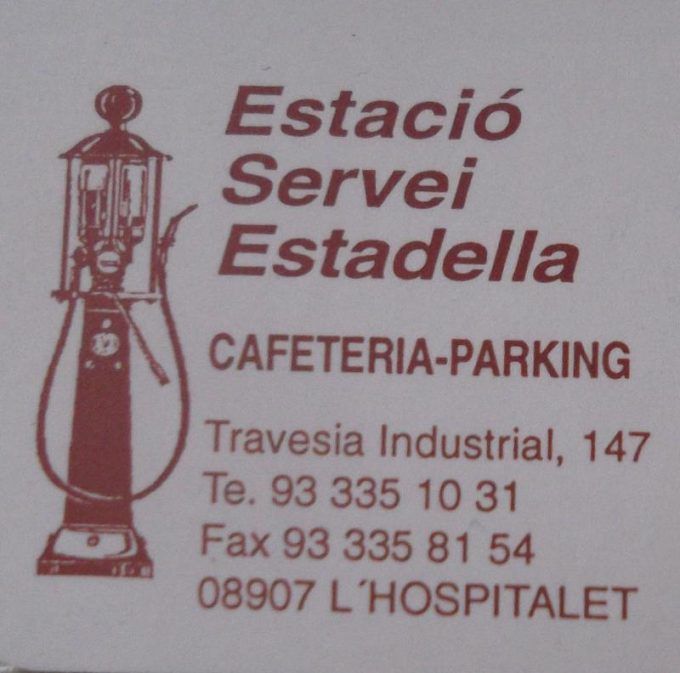 Estació
Servei
Estadella
CAFETERIA-PARKING
Travesia Industrial, 147
Te. 93 335 10 31
Fax 93 335 81 54
08907 L´HOSPITALET